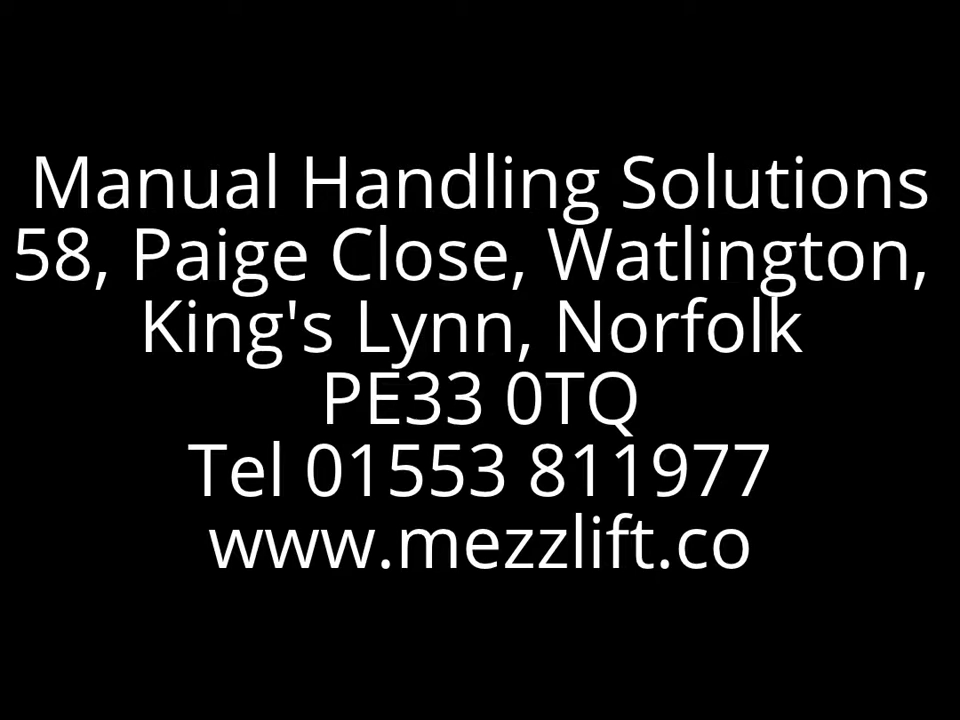 Manual Handling Solutions
58, Paige Close, Watlington,
King's Lynn, Norfolk
PE33 0TQ
Tel 01553 811977
www.mezzlift.co